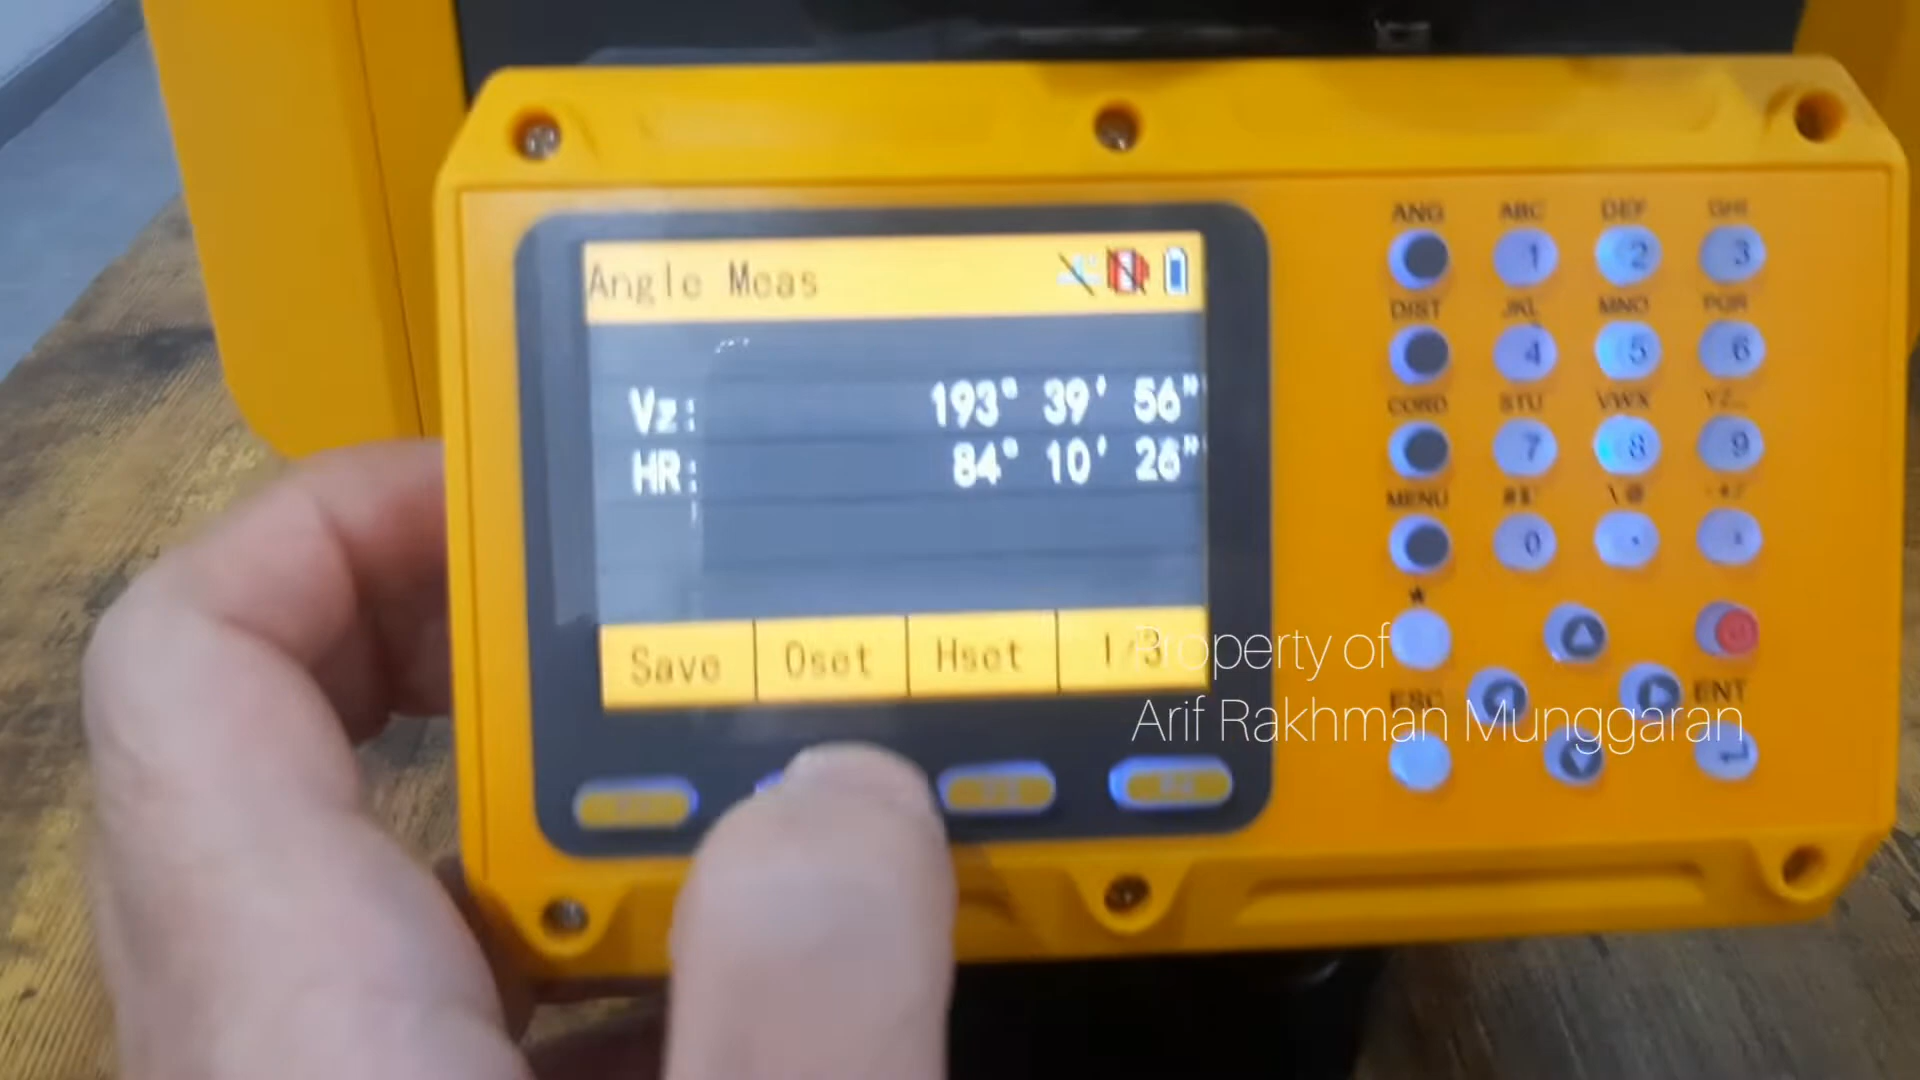 Angle Meas
Vz: 193° 39' 56"
HR: 84° 10' 26"
Save 0set Hset 1/3
ANG ABC DEF GHI
1 2 3
DIST JKL MNO PQR
4 5 6
CORD STU VWX YZ
7 8 9
MENU
0
ESC ENT
Property of
Arif Rakhman Munggaran